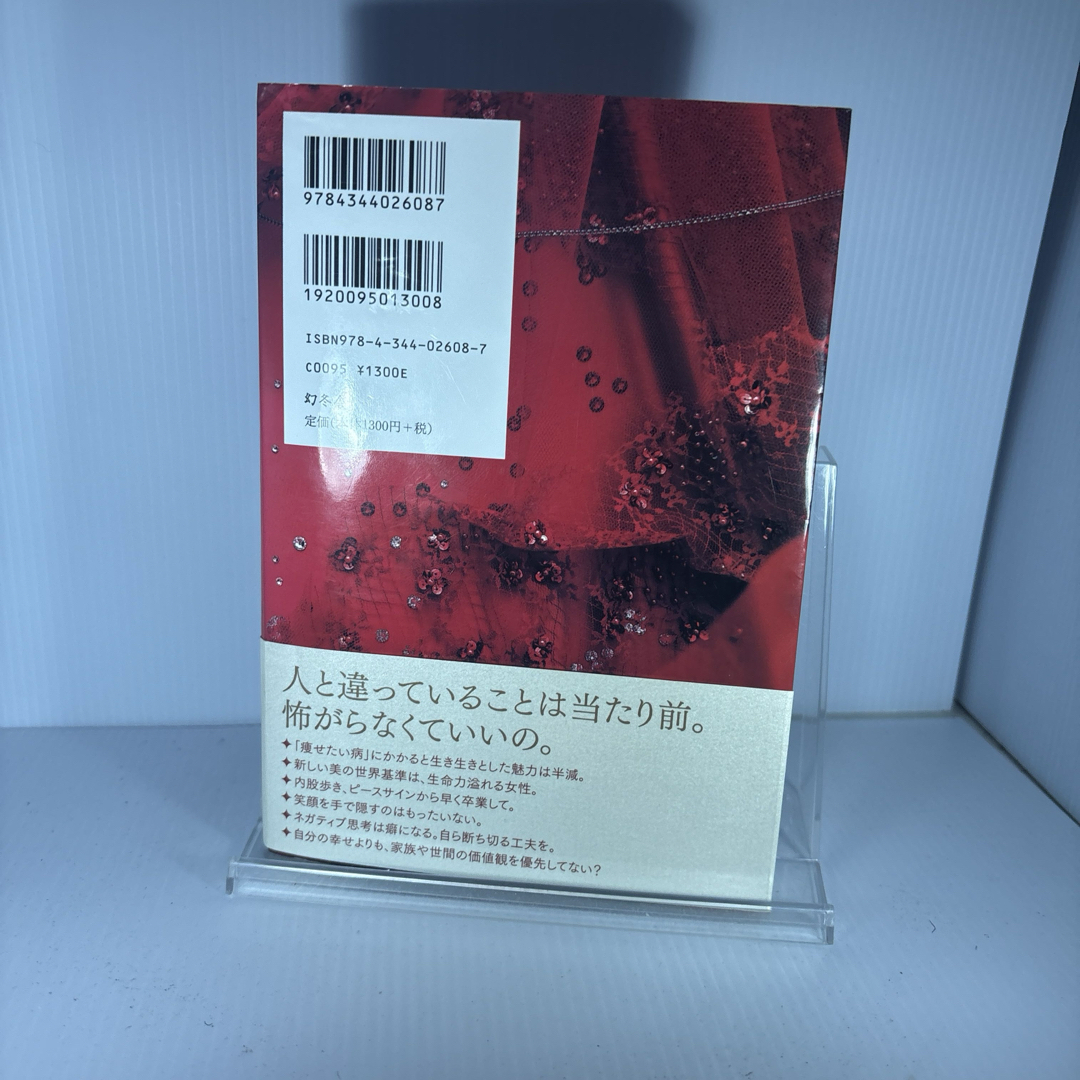 9784344026087
1920095013008
ISBN978-4-344-02608-7
C0095 ¥1300E
幻冬
定価(本体1300円+税)
人と違っていることは当たり前。
怖がらなくていいの。
✦「痩せたい病」にかかると生き生きとした魅力は半減。
✦新しい美の世界基準は、生命力溢れる女性。
✦内股歩き、ピースサインから早く卒業して。
✦笑顔を手で隠すのはもったいない。
✦ネガティブ思考は癖になる。自ら断ち切る工夫を。
✦自分の幸せよりも、家族や世間の価値観を優先してない?